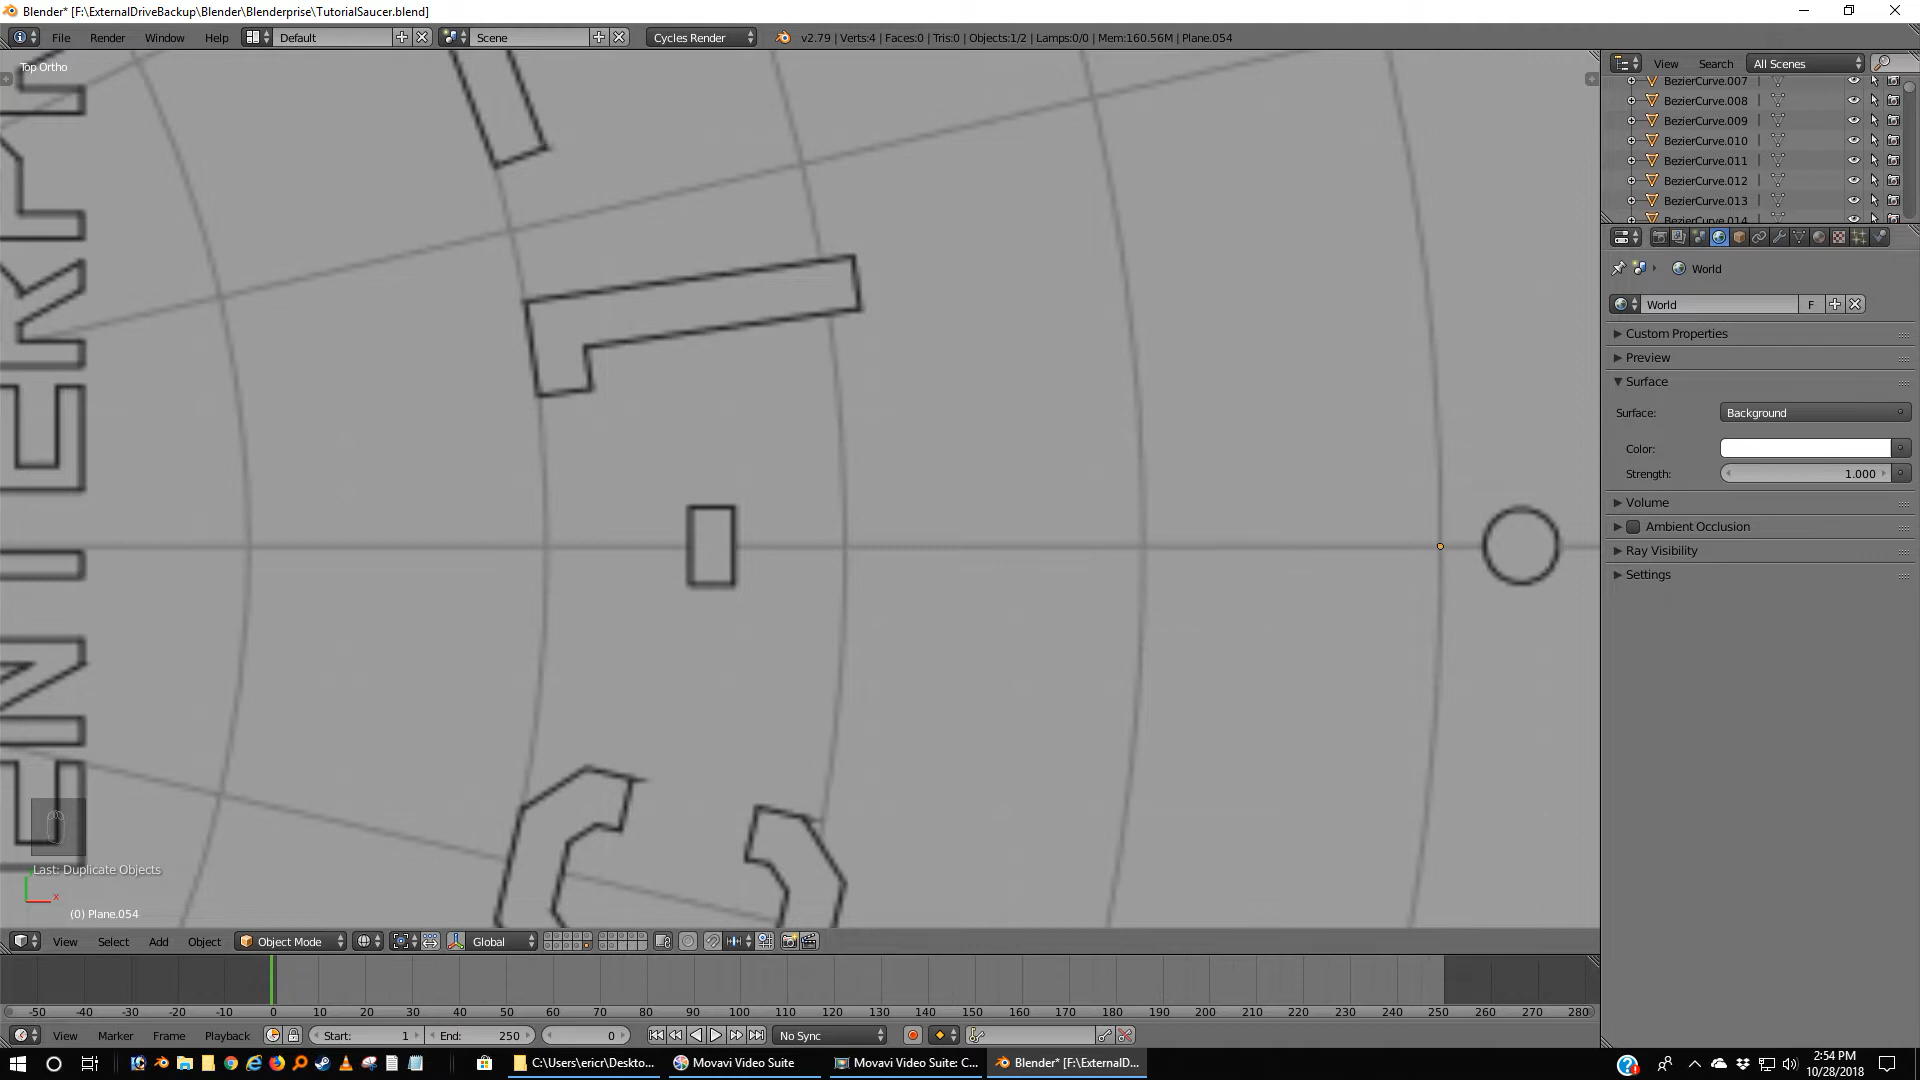 Blender* [F:\ExternalDriveBackup\Blender\Blenderprise\TutorialSaucer.blend]
File Render Window Help Default Scene Cycles Render v2.79 | Verts:4 | Faces:0 | Tris:0 | Objects:1/2 | Lamps:0/0 | Mem:160.56M | Plane.054
Top Ortho
View Search All Scenes
BezierCurve.007
BezierCurve.008
BezierCurve.009
BezierCurve.010
BezierCurve.011
BezierCurve.012
BezierCurve.013
BezierCurve.014
World
World F
Custom Properties
Preview
Surface
Surface: Background
Color:
Strength: 1.000
Volume
Ambient Occlusion
Ray Visibility
Settings
Last: Duplicate Objects
x
(0) Plane.054
View Select Add Object Object Mode Global
-50 -40 -30 -20 -10 0 10 20 30 40 50 60 70 80 90 100 110 120 130 140 150 160 170 180 190 200 210 220 230 240 250 260 270 280
View Marker Frame Playback Start: 1 End: 250 0 No Sync
C:\Users\ericr\Deskto... Movavi Video Suite Movavi Video Suite: C... Blender* [F:\ExternalD...
2:54 PM
10/28/2018